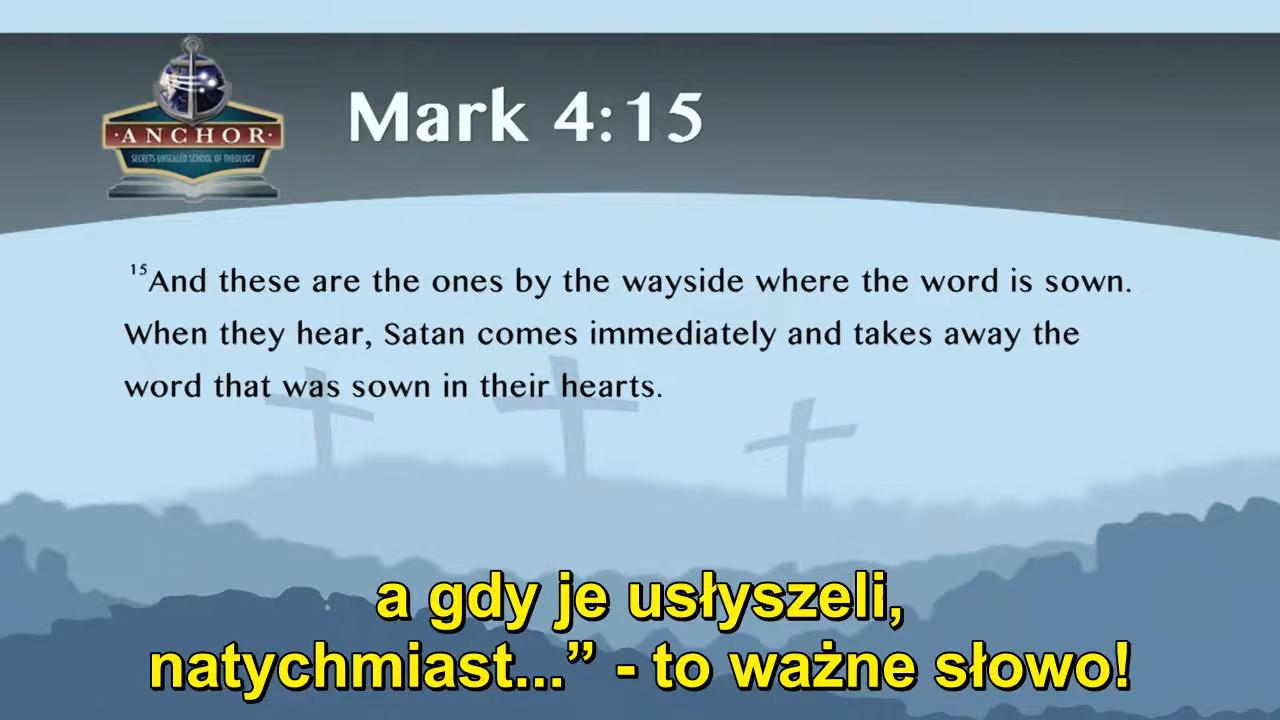 ·ANCHOR·
SECRETS UNSEALED SCHOOL OF THEOLOGY
Mark 4:15
15And these are the ones by the wayside where the word is sown.
When they hear, Satan comes immediately and takes away the
word that was sown in their hearts.
a gdy je usłyszeli,
natychmiast...” - to ważne słowo!